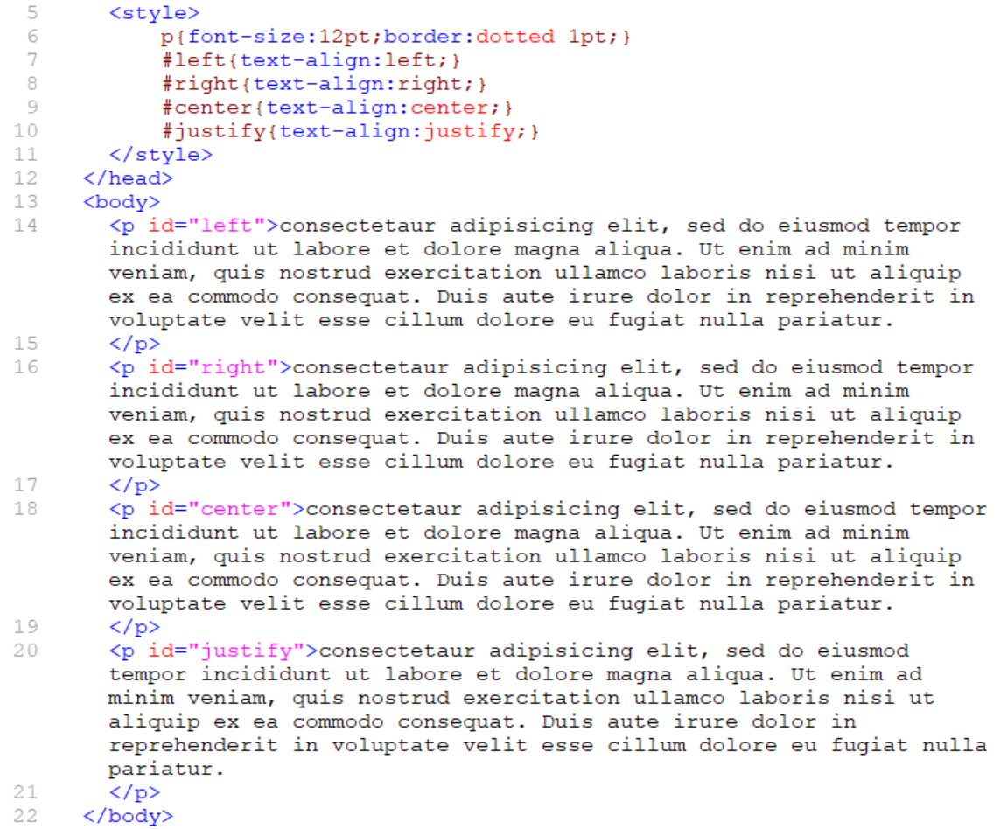 5 <style>
6 p{font-size:12pt;border:dotted 1pt;}
7 #left{text-align:left;}
8 #right{text-align:right;}
9 #center{text-align:center;}
10 #justify{text-align:justify;}
11 </style>
12 </head>
13 <body>
14 <p id="left">consectetaur adipisicing elit, sed do eiusmod tempor
incididunt ut labore et dolore magna aliqua. Ut enim ad minim
veniam, quis nostrud exercitation ullamco laboris nisi ut aliquip
ex ea commodo consequat. Duis aute irure dolor in reprehenderit in
voluptate velit esse cillum dolore eu fugiat nulla pariatur.
15 </p>
16 <p id="right">consectetaur adipisicing elit, sed do eiusmod tempor
incididunt ut labore et dolore magna aliqua. Ut enim ad minim
veniam, quis nostrud exercitation ullamco laboris nisi ut aliquip
ex ea commodo consequat. Duis aute irure dolor in reprehenderit in
voluptate velit esse cillum dolore eu fugiat nulla pariatur.
17 </p>
18 <p id="center">consectetaur adipisicing elit, sed do eiusmod tempor
incididunt ut labore et dolore magna aliqua. Ut enim ad minim
veniam, quis nostrud exercitation ullamco laboris nisi ut aliquip
ex ea commodo consequat. Duis aute irure dolor in reprehenderit in
voluptate velit esse cillum dolore eu fugiat nulla pariatur.
19 </p>
20 <p id="justify">consectetaur adipisicing elit, sed do eiusmod
tempor incididunt ut labore et dolore magna aliqua. Ut enim ad
minim veniam, quis nostrud exercitation ullamco laboris nisi ut
aliquip ex ea commodo consequat. Duis aute irure dolor in
reprehenderit in voluptate velit esse cillum dolore eu fugiat nulla
pariatur.
21 </p>
22 </body>